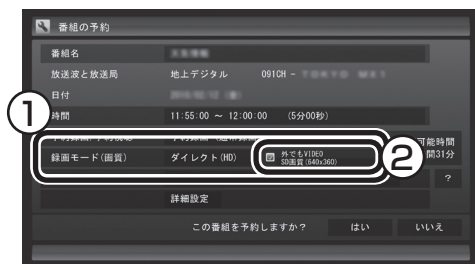 番組の予約
番組名
放送波と放送局 地上デジタル 091CH -
日付
時間 11:55:00 ～ 12:00:00 (5分00秒)
①
録画モード(画質) ダイレクト(HD) 外でもVIDEO
SD画質(640x360)
②
可能時間
間31分
?
詳細設定
この番組を予約しますか? はい いいえ